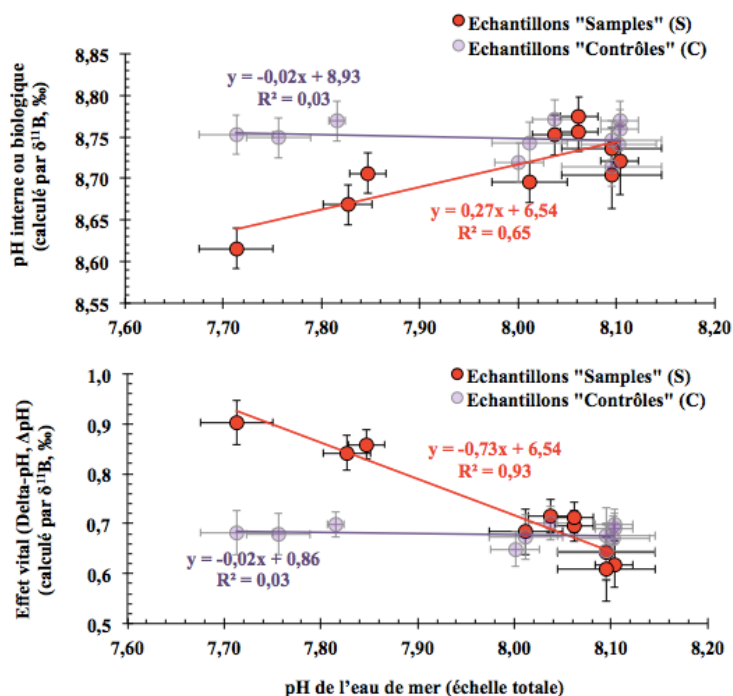 Echantillons "Samples" (S)
Echantillons "Contrôles" (C)
8,85
8,80
8,75
8,70
8,65
8,60
8,55
pH interne ou biologique
(calculé par δ¹¹B, ‰)
y = -0,02x + 8,93
R² = 0,03
y = 0,27x + 6,54
R² = 0,65
7,60 7,70 7,80 7,90 8,00 8,10 8,20
Echantillons "Samples" (S)
Echantillons "Contrôles" (C)
1,0
0,9
0,8
0,7
0,6
0,5
Effet vital (Delta-pH, ΔpH)
(calculé par δ¹¹B, ‰)
y = -0,73x + 6,54
R² = 0,93
y = -0,02x + 0,86
R² = 0,03
7,60 7,70 7,80 7,90 8,00 8,10 8,20
pH de l'eau de mer (échelle totale)